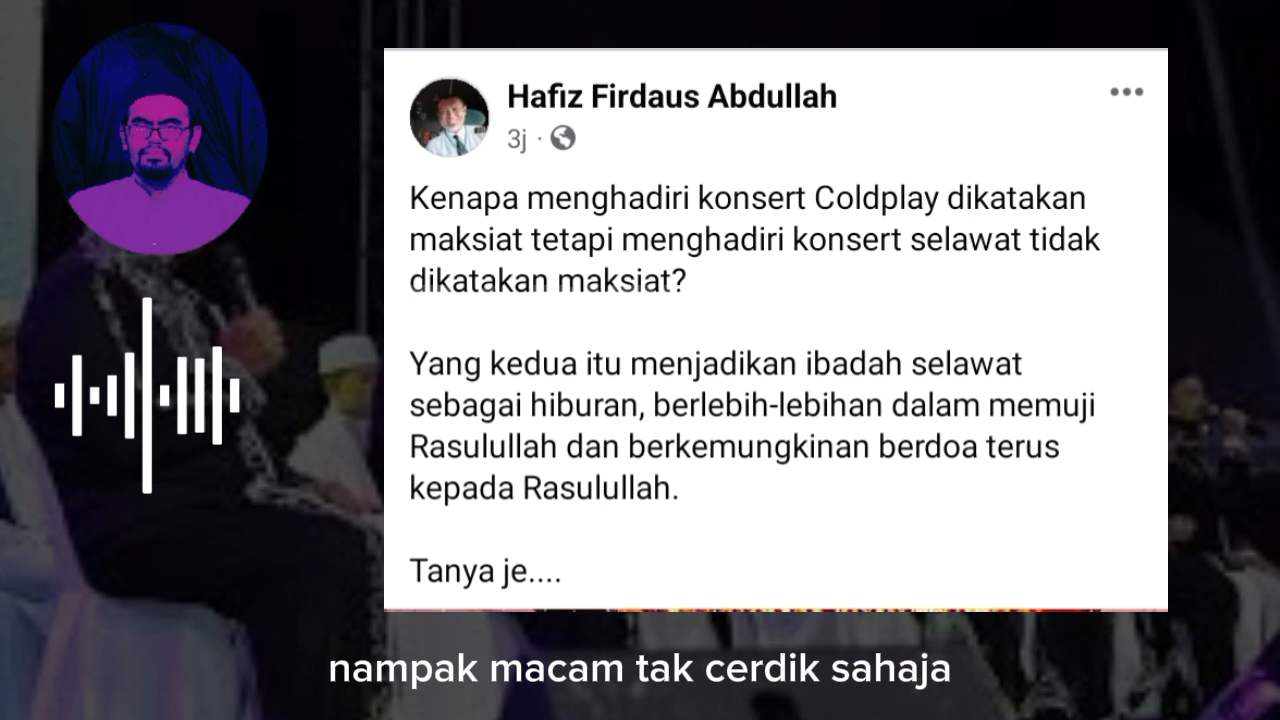 Hafiz Firdaus Abdullah
3j ·
Kenapa menghadiri konsert Coldplay dikatakan
maksiat tetapi menghadiri konsert selawat tidak
dikatakan maksiat?
Yang kedua itu menjadikan ibadah selawat
sebagai hiburan, berlebih-lebihan dalam memuji
Rasulullah dan berkemungkinan berdoa terus
kepada Rasulullah.
Tanya je....
nampak macam tak cerdik sahaja